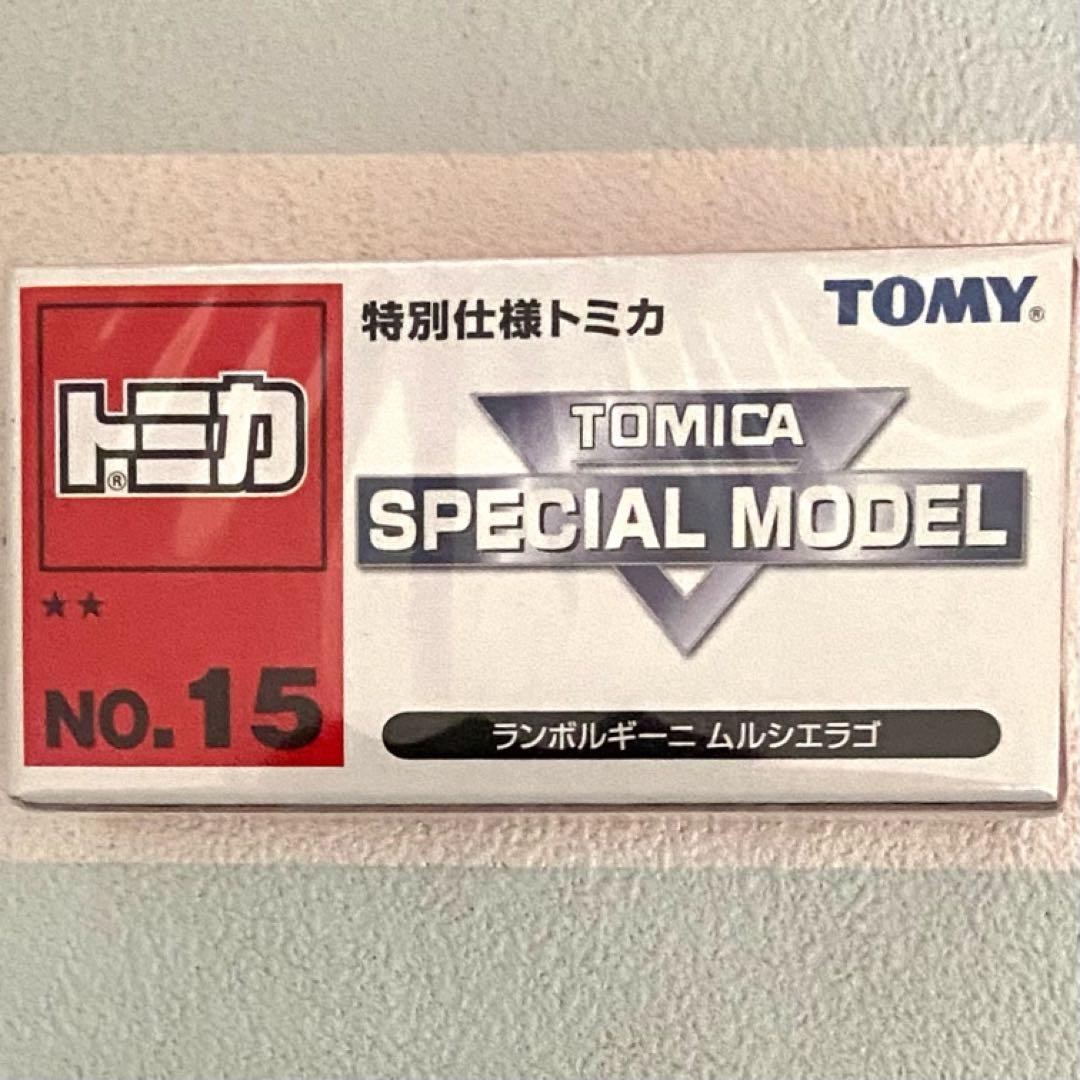 特別仕様トミカ
TOMY®
トミカ®
TOMICA
SPECIAL MODEL
★★
NO.15
ランボルギーニ ムルシエラゴ